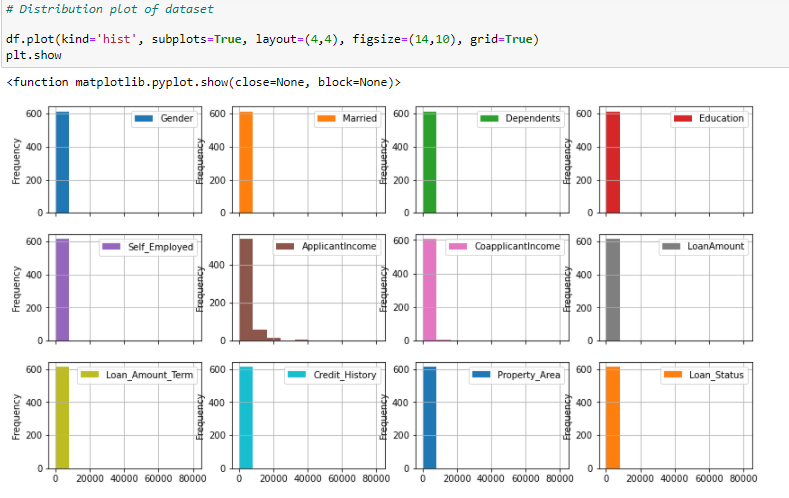 # Distribution plot of dataset
df.plot(kind='hist', subplots=True, layout=(4,4), figsize=(14,10), grid=True)
plt.show
<function matplotlib.pyplot.show(close=None, block=None)>
600 400 200 0 Frequency Gender
Frequency Married
600 400 200 0 Frequency Dependents
600 400 200 0 Frequency Education
600 400 200 0
600 400 200 0 Frequency Self_Employed
400 200 0 Frequency ApplicantIncome
600 400 200 0 Frequency CoapplicantIncome
600 400 200 0 Frequency LoanAmount
600 400 200 0 Frequency Loan_Amount_Term
600 400 200 0 Frequency Credit_History
600 400 200 0 Frequency Property_Area
600 400 200 0 Frequency Loan_Status
0 20000 40000 60000 80000
0 20000 40000 60000 80000
0 20000 40000 60000 80000
0 20000 40000 60000 80000